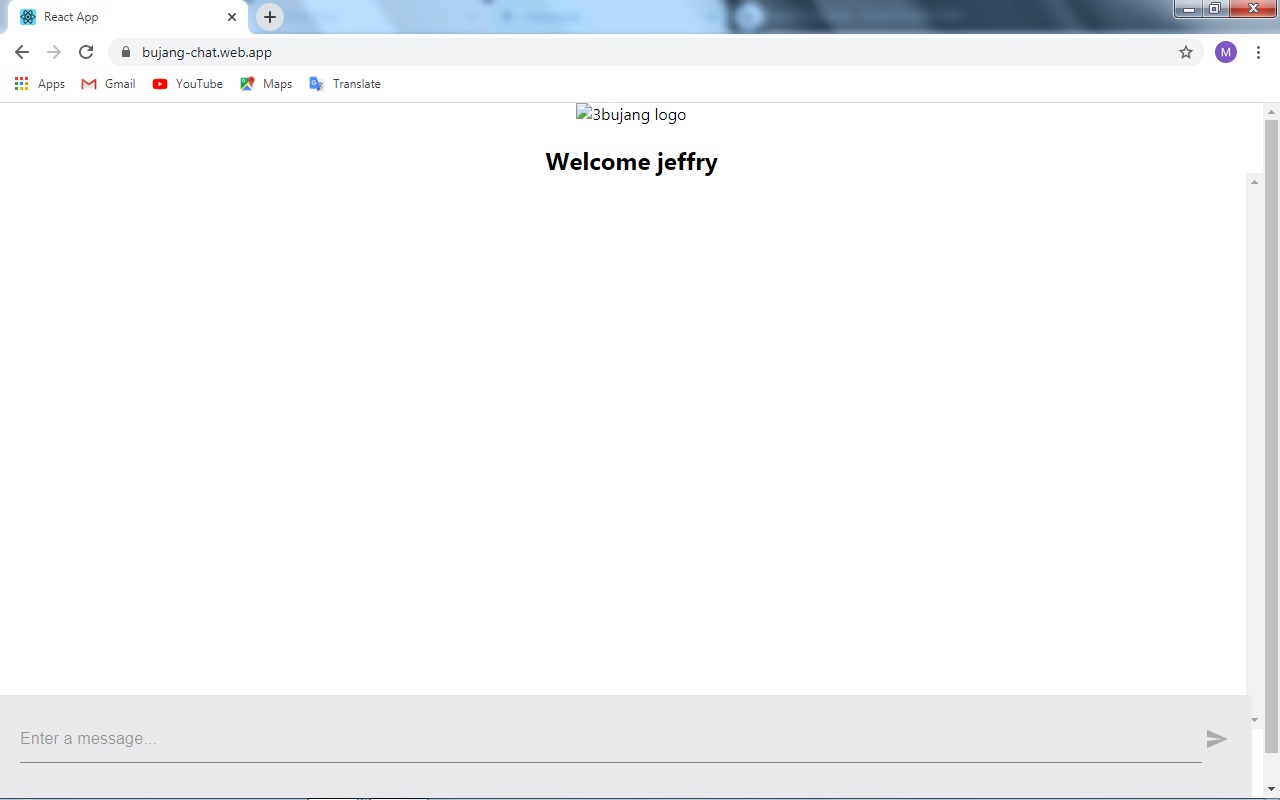 React App
bujang-chat.web.app
M
Apps Gmail YouTube Maps Translate
3bujang logo
Welcome jeffry
Enter a message...